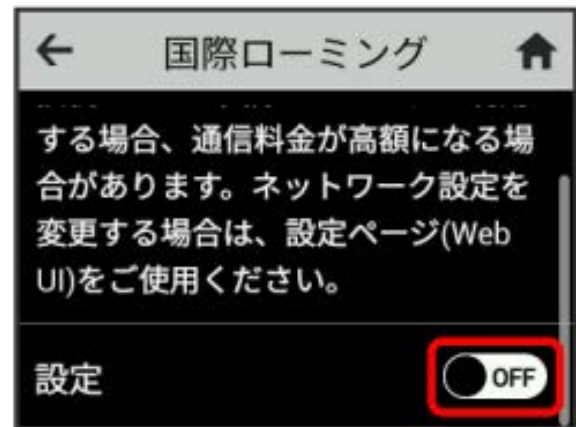 国際ローミング
する場合、通信料金が高額になる場
合があります。ネットワーク設定を
変更する場合は、設定ページ(Web
UI)をご使用ください。
設定
OFF